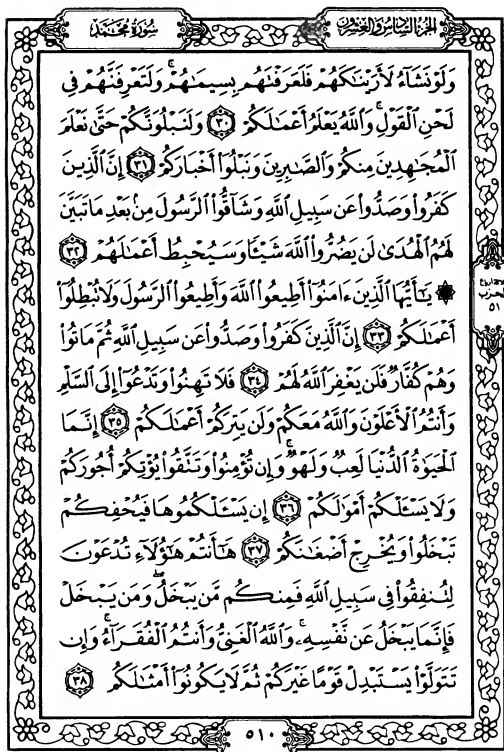 الجزء السادس والعشرون
سورة محمد
وَلَوْ نَشَآءُ لَأَرَيْنَٰكَهُمْ فَلَعَرَفْتَهُم بِسِيمَٰهُمْ ۚ وَلَتَعْرِفَنَّهُمْ فِى
لَحْنِ ٱلْقَوْلِ ۚ وَٱللَّهُ يَعْلَمُ أَعْمَٰلَكُمْ ٣٠ وَلَنَبْلُوَنَّكُمْ حَتَّىٰ نَعْلَمَ
ٱلْمُجَٰهِدِينَ مِنكُمْ وَٱلصَّٰبِرِينَ وَنَبْلُوَا۟ أَخْبَارَكُمْ ٣١ إِنَّ ٱلَّذِينَ
كَفَرُوا۟ وَصَدُّوا۟ عَن سَبِيلِ ٱللَّهِ وَشَآقُّوا۟ ٱلرَّسُولَ مِنۢ بَعْدِ مَا تَبَيَّنَ
لَهُمُ ٱلْهُدَىٰ لَن يَضُرُّوا۟ ٱللَّهَ شَيْـًٔا وَسَيُحْبِطُ أَعْمَٰلَهُمْ ٣٢
۞ يَٰٓأَيُّهَا ٱلَّذِينَ ءَامَنُوٓا۟ أَطِيعُوا۟ ٱللَّهَ وَأَطِيعُوا۟ ٱلرَّسُولَ وَلَا تُبْطِلُوٓا۟
أَعْمَٰلَكُمْ ٣٣ إِنَّ ٱلَّذِينَ كَفَرُوا۟ وَصَدُّوا۟ عَن سَبِيلِ ٱللَّهِ ثُمَّ مَاتُوا۟
وَهُمْ كُفَّارٌ فَلَن يَغْفِرَ ٱللَّهُ لَهُمْ ٣٤ فَلَا تَهِنُوا۟ وَتَدْعُوٓا۟ إِلَى ٱلسَّلْمِ
وَأَنتُمُ ٱلْأَعْلَوْنَ وَٱللَّهُ مَعَكُمْ وَلَن يَتِرَكُمْ أَعْمَٰلَكُمْ ٣٥ إِنَّمَا
ٱلْحَيَوٰةُ ٱلدُّنْيَا لَعِبٌ وَلَهْوٌ ۚ وَإِن تُؤْمِنُوا۟ وَتَتَّقُوا۟ يُؤْتِكُمْ أُجُورَكُمْ
وَلَا يَسْـَٔلْكُمْ أَمْوَٰلَكُمْ ٣٦ إِن يَسْـَٔلْكُمُوهَا فَيُحْفِكُمْ
تَبْخَلُوا۟ وَيُخْرِجْ أَضْغَٰنَكُمْ ٣٧ هَٰٓأَنتُمْ هَٰٓؤُلَآءِ تُدْعَوْنَ
لِتُنفِقُوا۟ فِى سَبِيلِ ٱللَّهِ فَمِنكُم مَّن يَبْخَلُ ۖ وَمَن يَبْخَلْ
فَإِنَّمَا يَبْخَلُ عَن نَّفْسِهِۦ ۚ وَٱللَّهُ ٱلْغَنِىُّ وَأَنتُمُ ٱلْفُقَرَآءُ ۚ وَإِن
تَتَوَلَّوْا۟ يَسْتَبْدِلْ قَوْمًا غَيْرَكُمْ ثُمَّ لَا يَكُونُوٓا۟ أَمْثَٰلَكُم ٣٨
الحزب
٥١
٥١٠